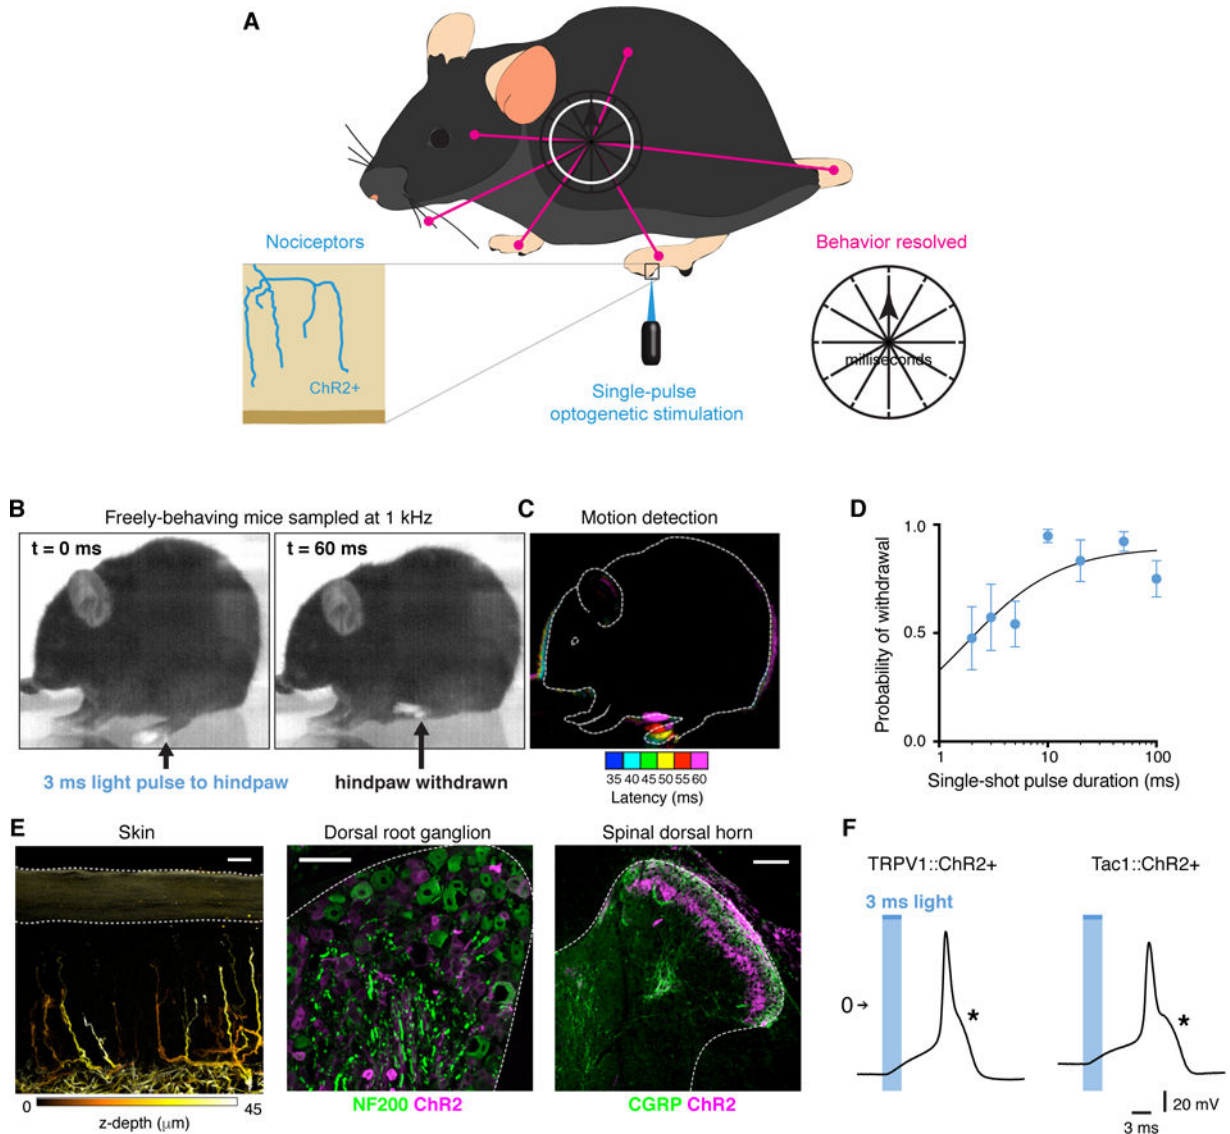 A
Nociceptors
ChR2+
Single-pulse
optogenetic stimulation
Behavior resolved
milliseconds
B
Freely-behaving mice sampled at 1 kHz
t = 0 ms
t = 60 ms
3 ms light pulse to hindpaw
hindpaw withdrawn
C
Motion detection
35 40 45 50 55 60
Latency (ms)
D
Probability of withdrawal
1.0
0.5
0.0
1 10 100
Single-shot pulse duration (ms)
E
Skin
Dorsal root ganglion
Spinal dorsal horn
0
45
z-depth (μm)
NF200 ChR2
CGRP ChR2
F
TRPV1::ChR2+
Tac1::ChR2+
3 ms light
0→
*
*
20 mV
3 ms